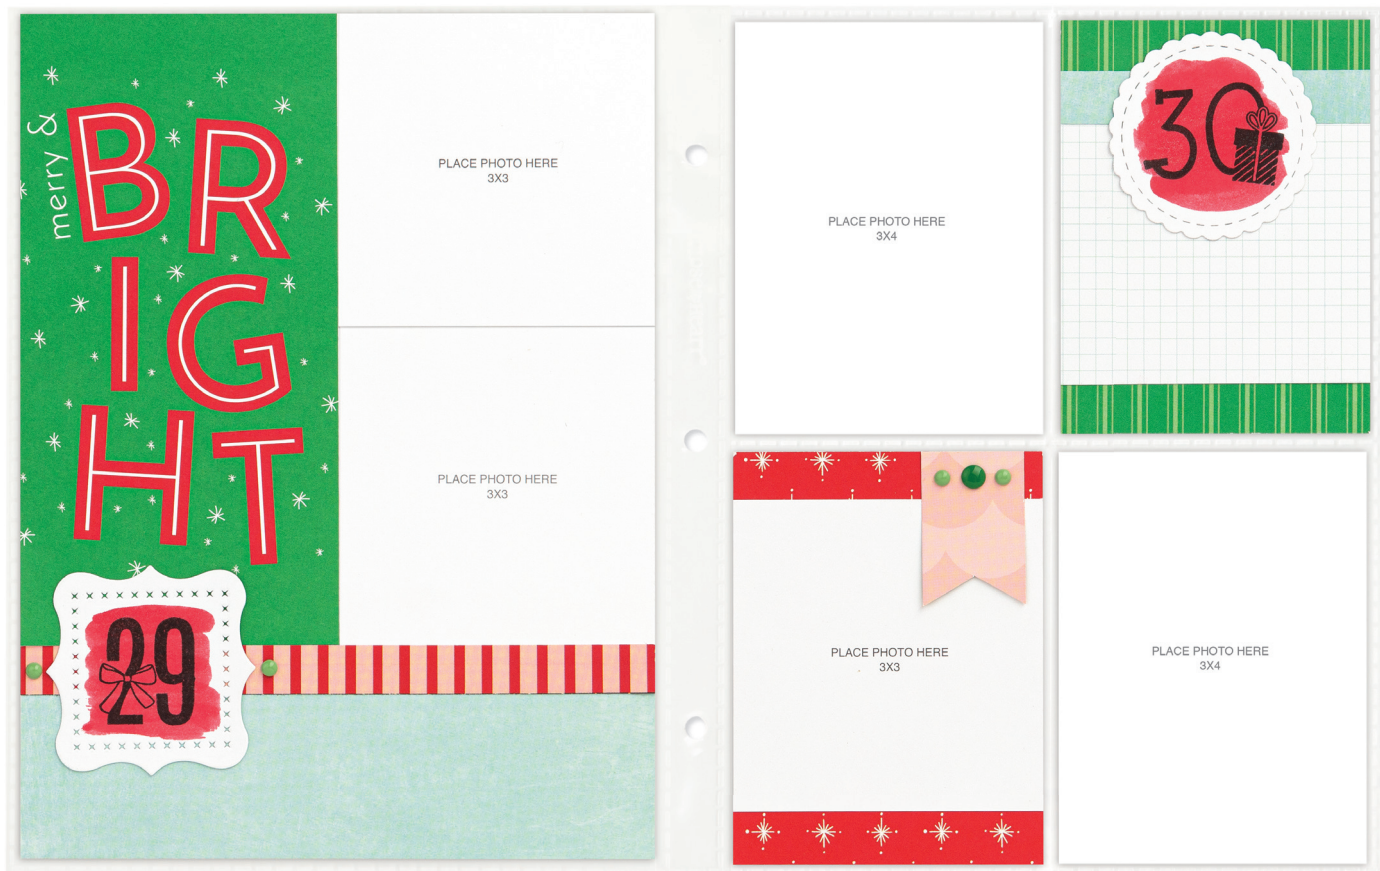 merry &
BR
IG
HT
29
PLACE PHOTO HERE
3X3
PLACE PHOTO HERE
3X3
PLACE PHOTO HERE
3X4
30
PLACE PHOTO HERE
3X3
PLACE PHOTO HERE
3X4